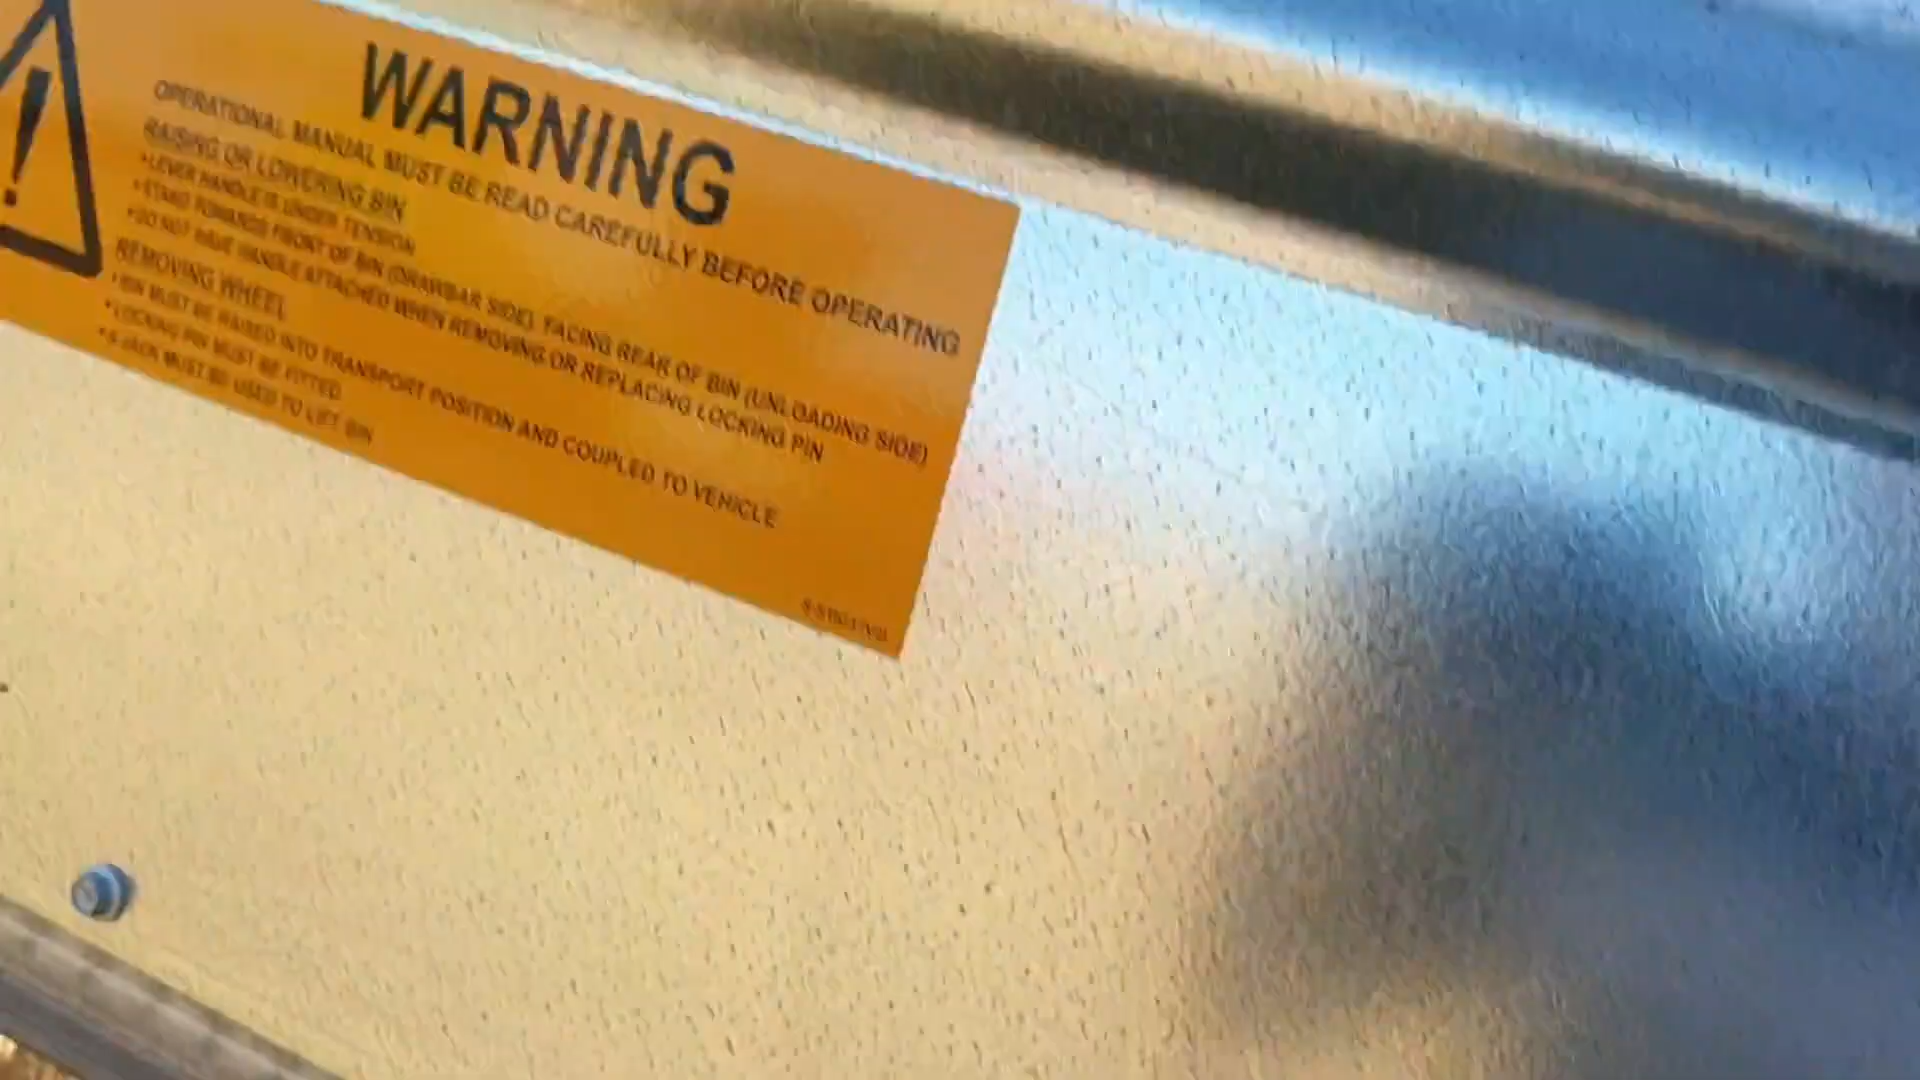 WARNING
OPERATIONAL MANUAL MUST BE READ CAREFULLY BEFORE OPERATING
RAISING OR LOWERING BIN
• LEVER HANDLE IS UNDER TENSION
• STAND TOWARDS FRONT OF BIN (DRAWBAR SIDE), FACING REAR OF BIN (UNLOADING SIDE)
• DO NOT HAVE HANDLE ATTACHED WHEN REMOVING OR REPLACING LOCKING PIN
REMOVING WHEEL
• BIN MUST BE RAISED INTO TRANSPORT POSITION AND COUPLED TO VEHICLE
• LOCKING PIN MUST BE FITTED
• A JACK MUST BE USED TO LIFT BIN